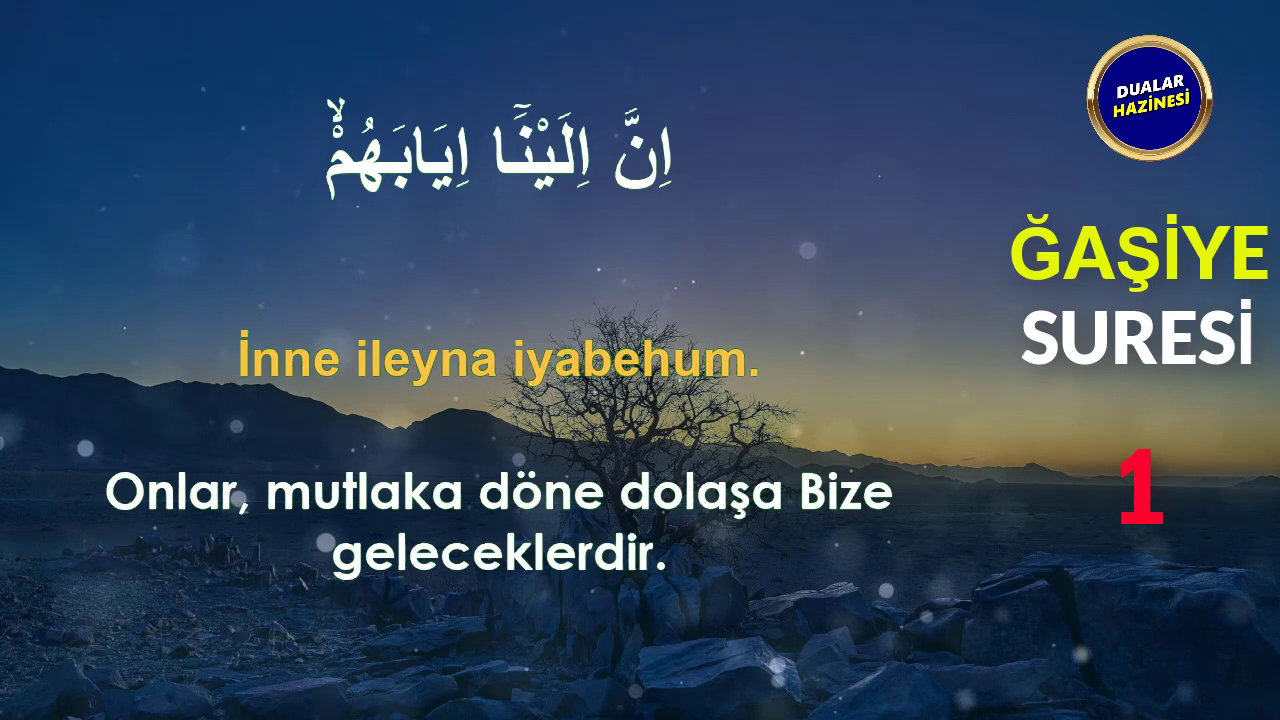 DUALAR
HAZİNESİ
اِنَّ اِلَيْنَٓا اِيَابَهُمْۙ
ĞAŞİYE
SURESİ
İnne ileyna iyabehum.
Onlar, mutlaka döne dolaşa Bize
geleceklerdir.
1